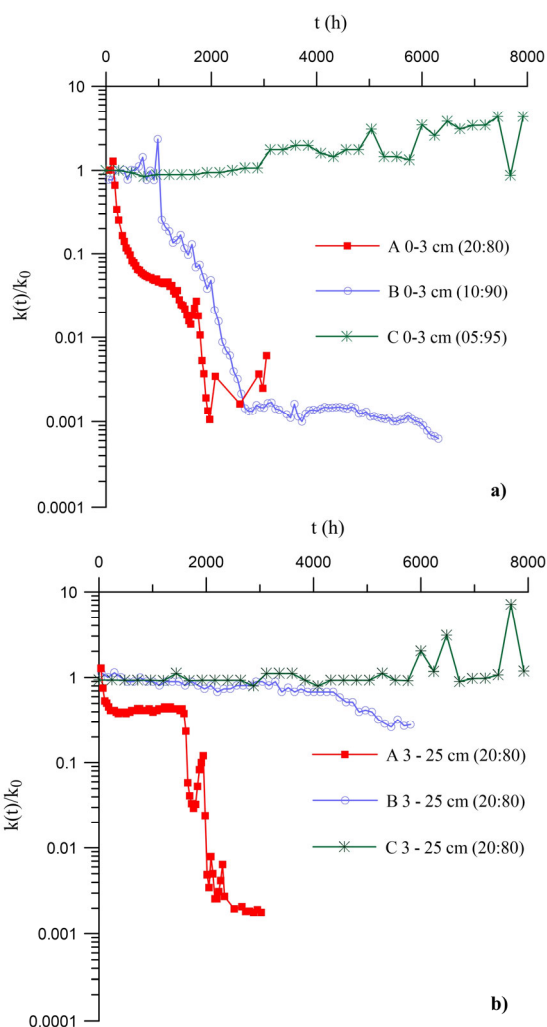 t (h)
0 2000 4000 6000 8000
10
1
0.1
0.01
0.001
0.0001
k(t)/k0
A 0-3 cm (20:80)
B 0-3 cm (10:90)
C 0-3 cm (05:95)
a)
t (h)
0 2000 4000 6000 8000
10
1
0.1
0.01
0.001
0.0001
k(t)/k0
A 3 - 25 cm (20:80)
B 3 - 25 cm (20:80)
C 3 - 25 cm (20:80)
b)